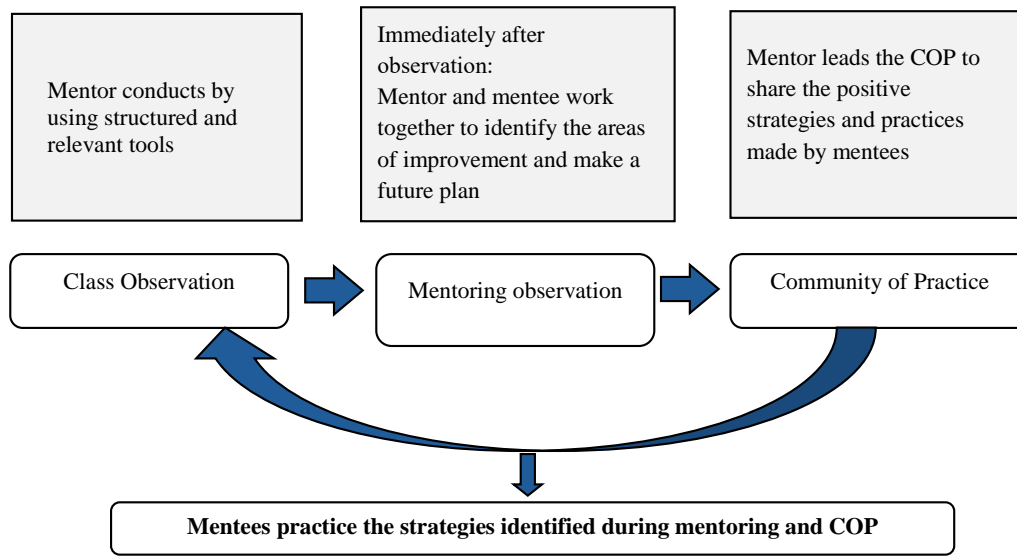 Mentor conducts by
using structured and
relevant tools
Immediately after
observation:
Mentor and mentee work
together to identify the areas
of improvement and make a
future plan
Mentor leads the COP to
share the positive
strategies and practices
made by mentees
Class Observation
Mentoring observation
Community of Practice
Mentees practice the strategies identified during mentoring and COP